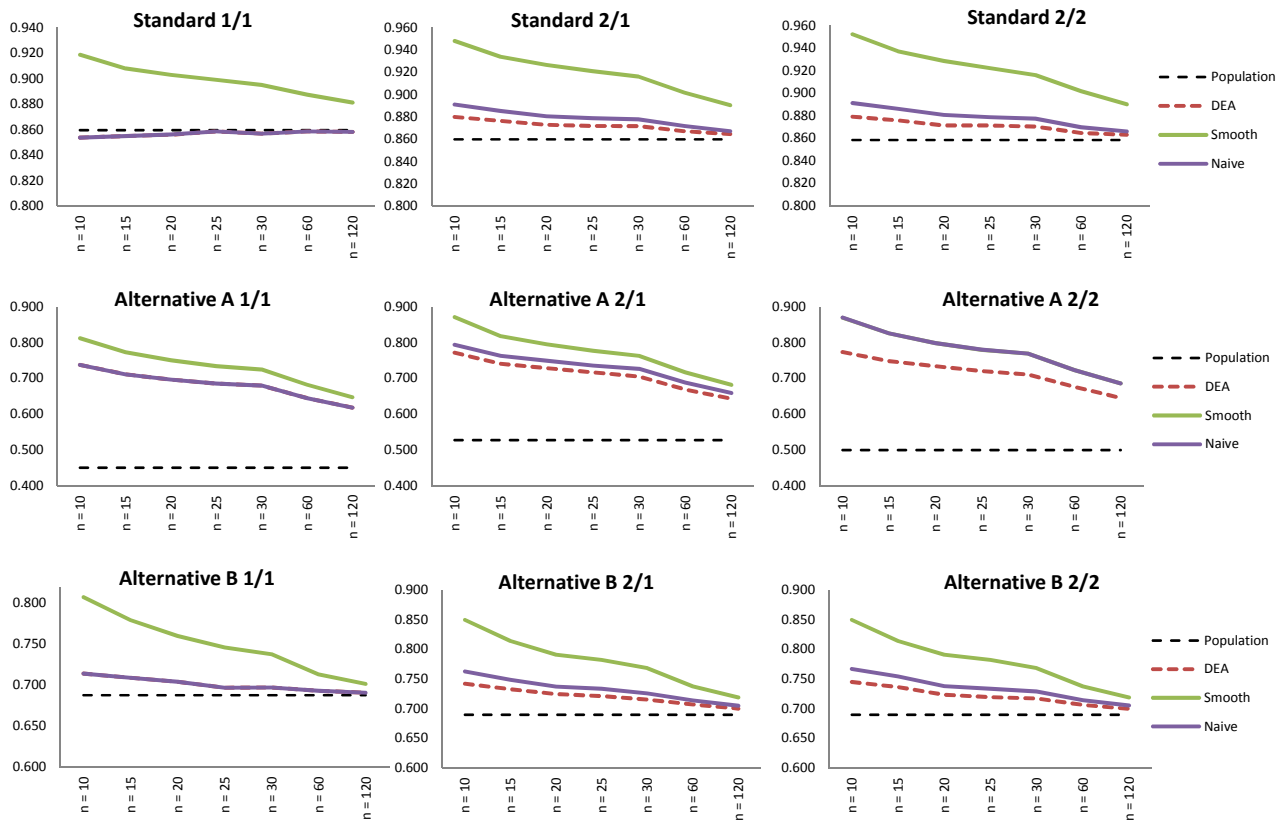 Standard 1/1
0.940
0.920
0.900
0.880
0.860
0.840
0.820
0.800
n = 10
n = 15
n = 20
n = 25
n = 30
n = 60
n = 120
Standard 2/1
0.960
0.940
0.920
0.900
0.880
0.860
0.840
0.820
0.800
n = 10
n = 15
n = 20
n = 25
n = 30
n = 60
n = 120
Standard 2/2
0.960
0.940
0.920
0.900
0.880
0.860
0.840
0.820
0.800
n = 10
n = 15
n = 20
n = 25
n = 30
n = 60
n = 120
Population
DEA
Smooth
Naive
Alternative A 1/1
0.900
0.800
0.700
0.600
0.500
0.400
n = 10
n = 15
n = 20
n = 25
n = 30
n = 60
n = 120
Alternative A 2/1
0.900
0.800
0.700
0.600
0.500
0.400
n = 10
n = 15
n = 20
n = 25
n = 30
n = 60
n = 120
Alternative A 2/2
0.900
0.800
0.700
0.600
0.500
0.400
n = 10
n = 15
n = 20
n = 25
n = 30
n = 60
n = 120
Population
DEA
Smooth
Naive
Alternative B 1/1
0.800
0.750
0.700
0.650
0.600
n = 10
n = 15
n = 20
n = 25
n = 30
n = 60
n = 120
Alternative B 2/1
0.900
0.850
0.800
0.750
0.700
0.650
0.600
n = 10
n = 15
n = 20
n = 25
n = 30
n = 60
n = 120
Alternative B 2/2
0.900
0.850
0.800
0.750
0.700
0.650
0.600
n = 10
n = 15
n = 20
n = 25
n = 30
n = 60
n = 120
Population
DEA
Smooth
Naive